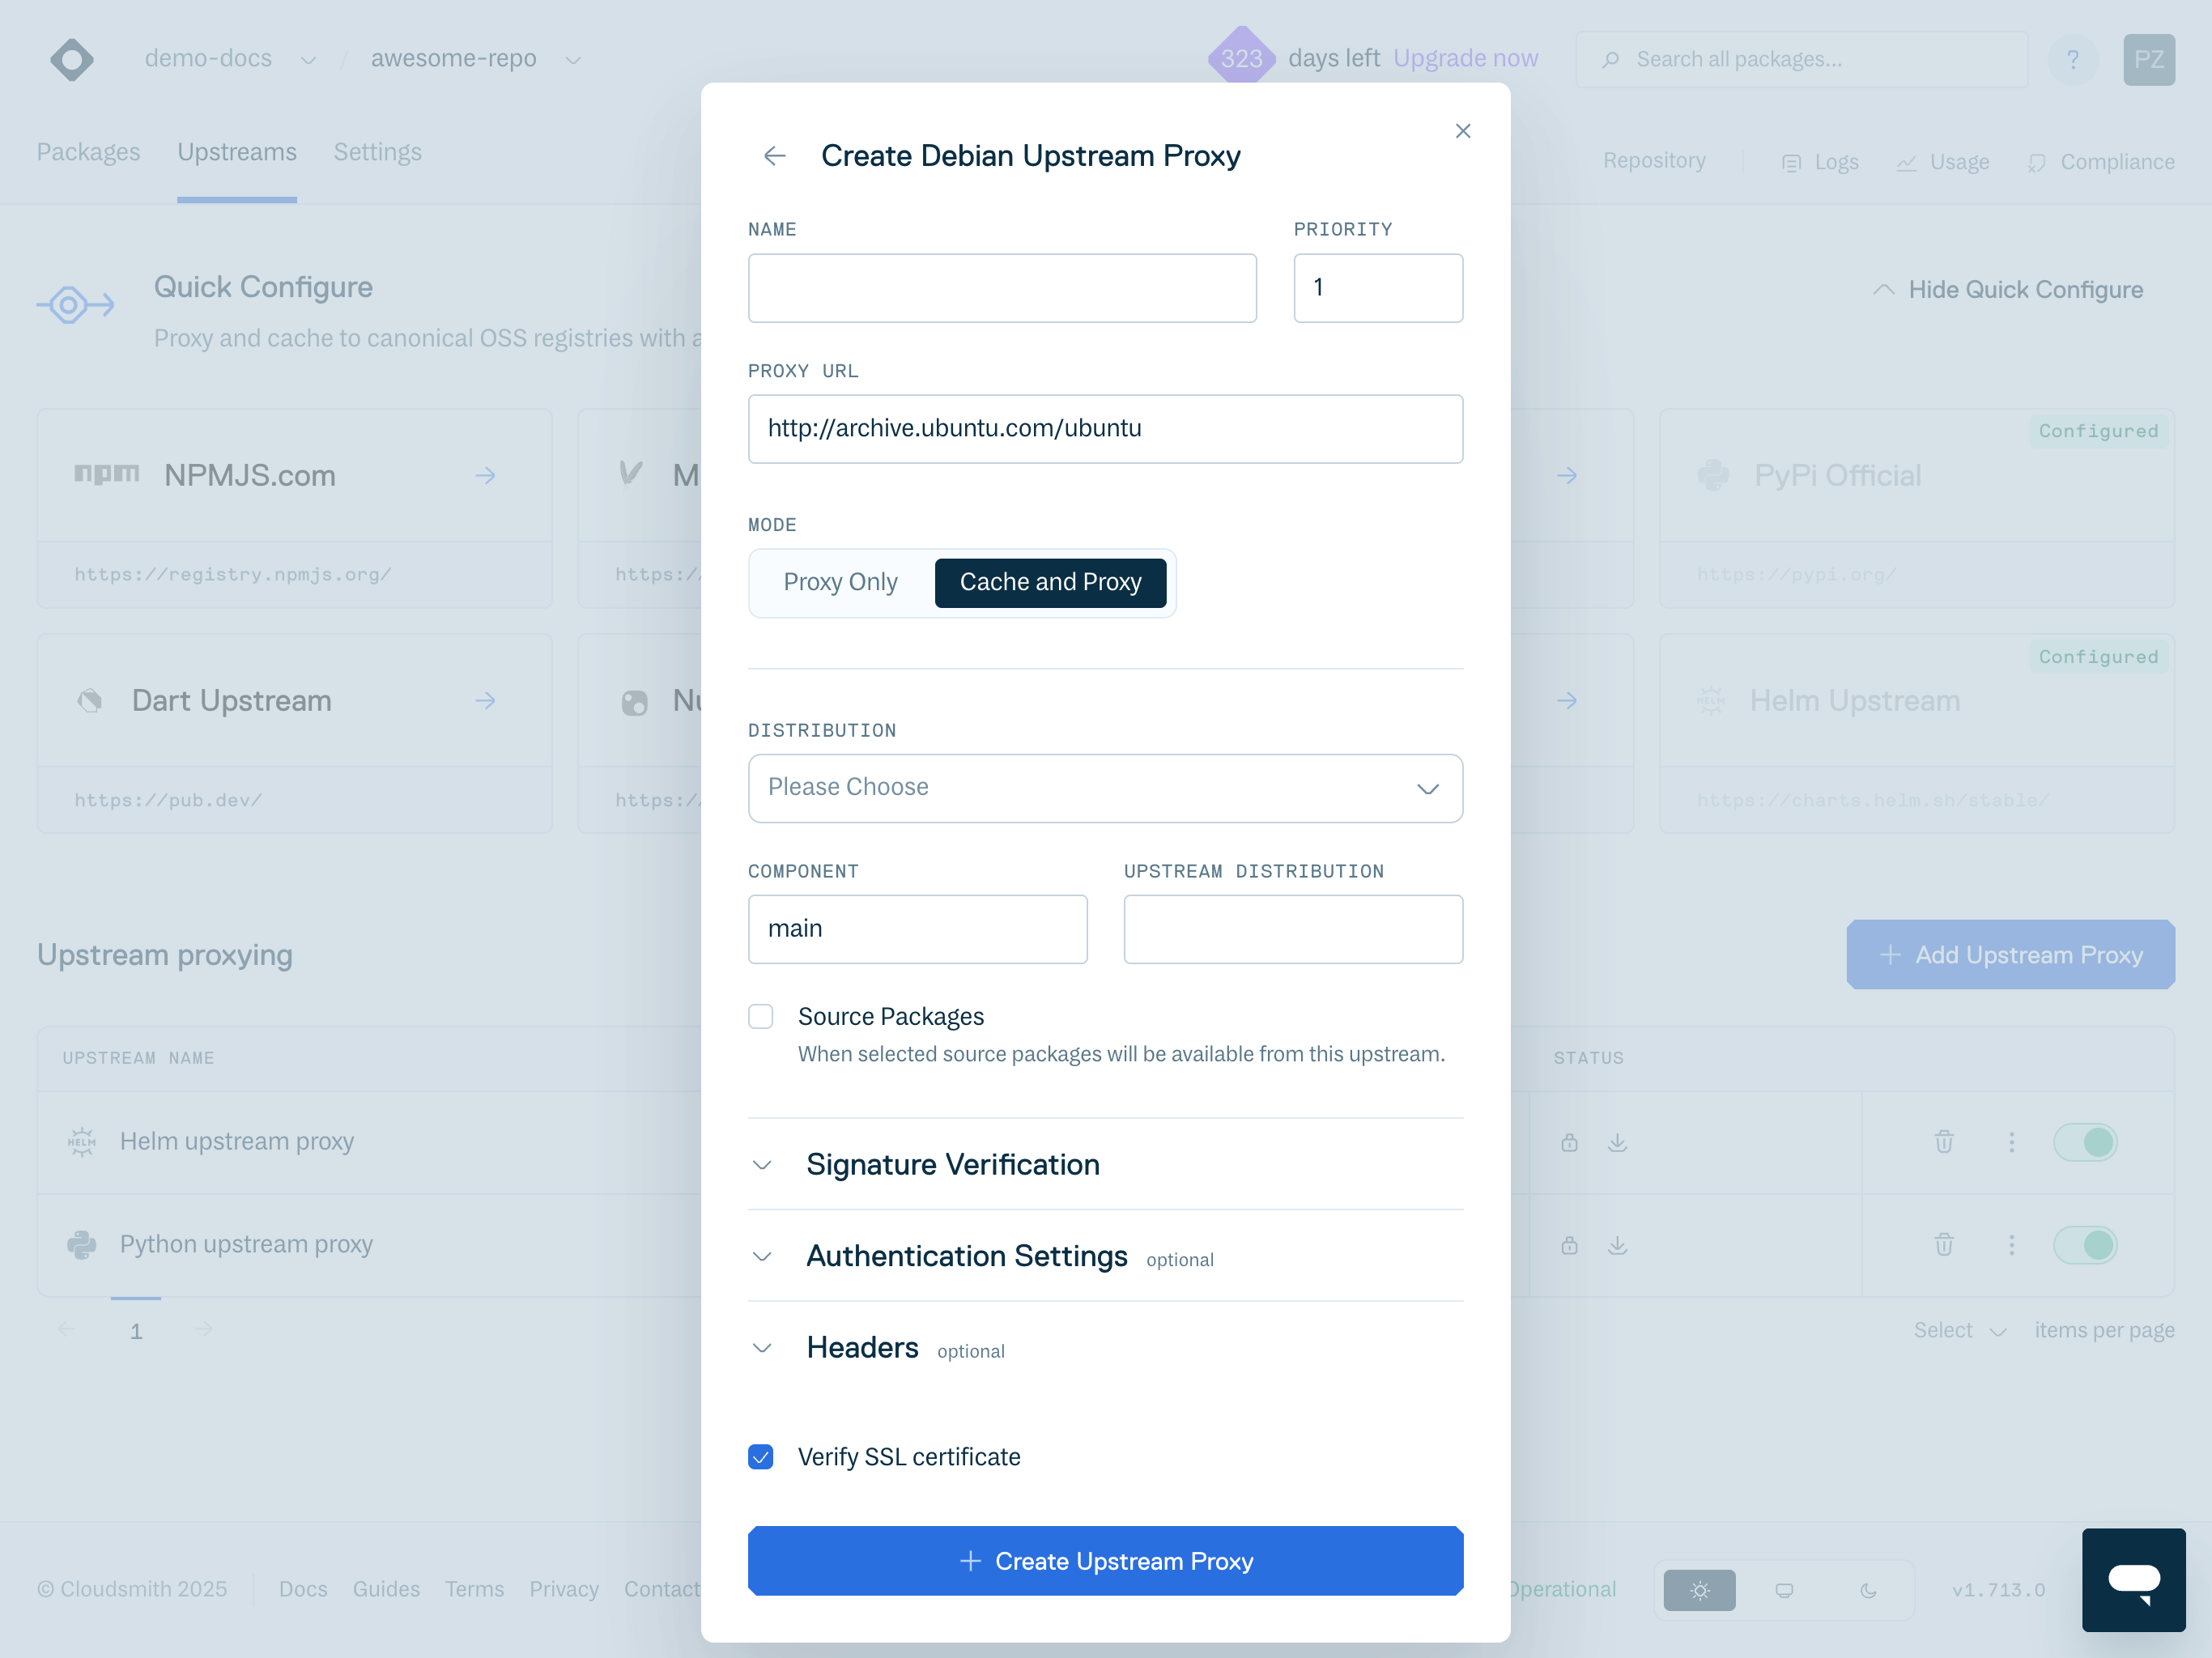 demo-docs / awesome-repo
323 days left Upgrade now
Search all packages...
?
PZ
Packages Upstreams Settings
Repository Logs Usage Compliance
Quick Configure
Proxy and cache to canonical OSS registries with
Hide Quick Configure
npm NPMJS.com
https://registry.npmjs.org/
M
https:/
Configured
PyPi Official
https://pypi.org/
Dart Upstream
https://pub.dev/
https:/
Configured
HELM Helm Upstream
https://charts.helm.sh/stable/
Upstream proxying
Add Upstream Proxy
UPSTREAM NAME
STATUS
HELM Helm upstream proxy
Python upstream proxy
1
Select items per page
© Cloudsmith 2025 Docs Guides Terms Privacy Contact
Operational
v1.713.0
Create Debian Upstream Proxy
NAME
PRIORITY
1
PROXY URL
http://archive.ubuntu.com/ubuntu
MODE
Proxy Only Cache and Proxy
DISTRIBUTION
Please Choose
COMPONENT
UPSTREAM DISTRIBUTION
main
Source Packages
When selected source packages will be available from this upstream.
Signature Verification
Authentication Settings optional
Headers optional
Verify SSL certificate
Create Upstream Proxy